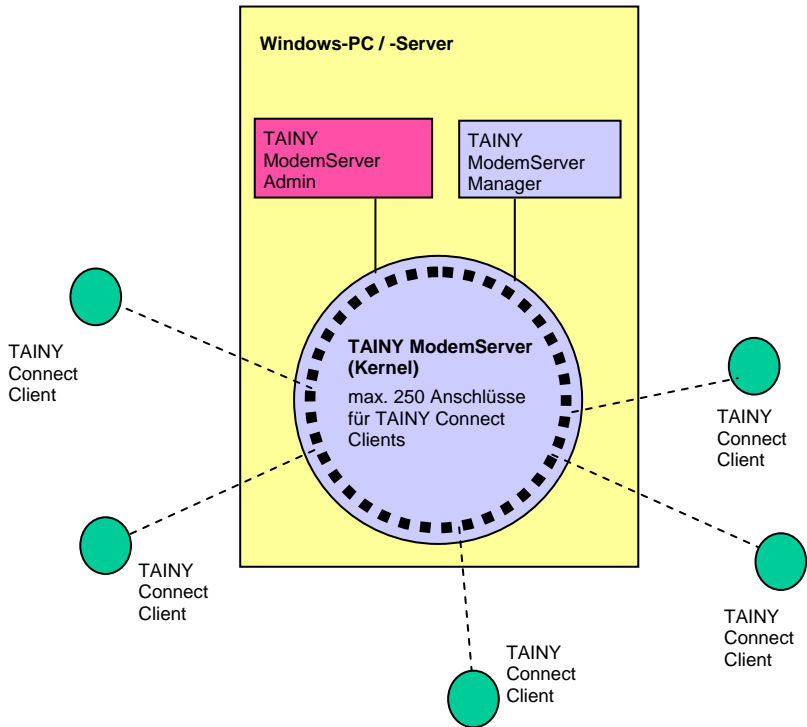 Windows-PC / -Server
TAINY
ModemServer
Admin
TAINY
ModemServer
Manager
TAINY ModemServer
(Kernel)
max. 250 Anschlüsse
für TAINY Connect
Clients
TAINY
Connect
Client
TAINY
Connect
Client
TAINY
Connect
Client
TAINY
Connect
Client
TAINY
Connect
Client